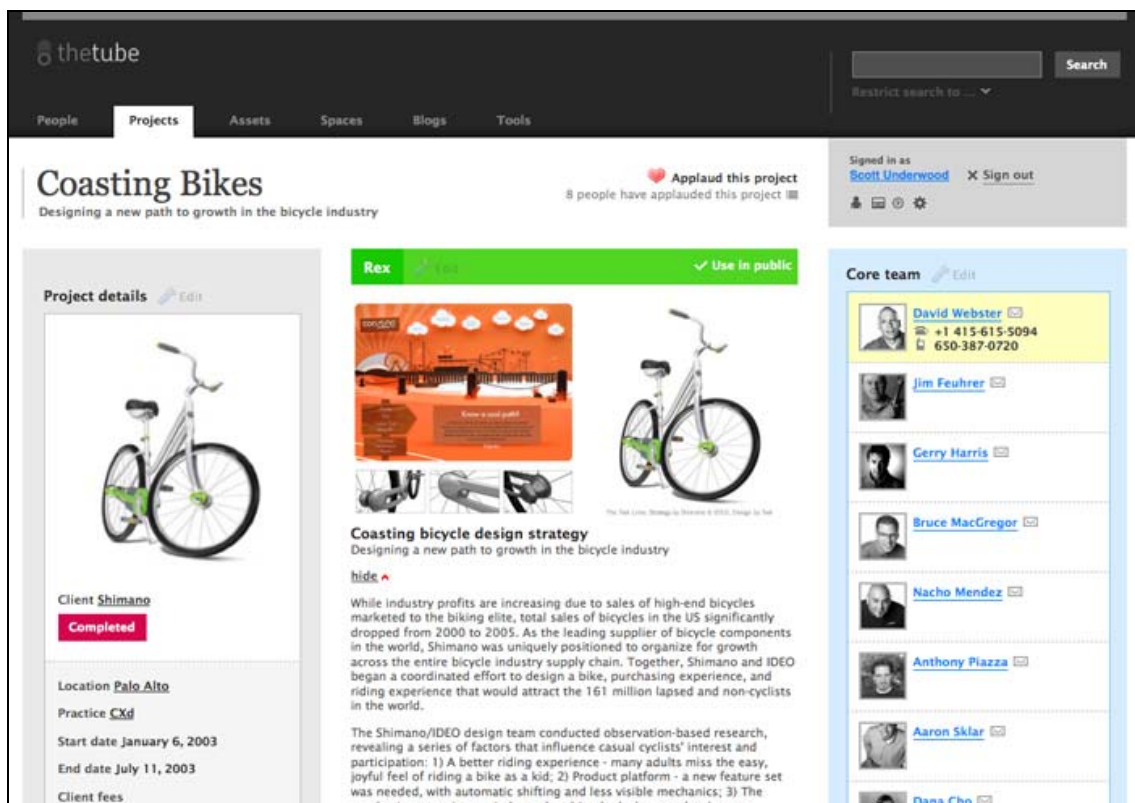 thetube
Search
Restrict search to ...
People
Projects
Assets
Spaces
Blogs
Tools
Coasting Bikes
Designing a new path to growth in the bicycle industry
Applaud this project
8 people have applauded this project
Signed in as
Scott Underwood
Sign out
Project details
Edit
Client Shimano
Completed
Location Palo Alto
Practice CXd
Start date January 6, 2003
End date July 11, 2003
Client fees
Rex
Edit
Use in public
Know a cool path?
Coasting bicycle design strategy
Designing a new path to growth in the bicycle industry
hide
While industry profits are increasing due to sales of high-end bicycles
marketed to the biking elite, total sales of bicycles in the US significantly
dropped from 2000 to 2005. As the leading supplier of bicycle components
in the world, Shimano was uniquely positioned to organize for growth
across the entire bicycle industry supply chain. Together, Shimano and IDEO
began a coordinated effort to design a bike, purchasing experience, and
riding experience that would attract the 161 million lapsed and non-cyclists
in the world.
The Shimano/IDEO design team conducted observation-based research,
revealing a series of factors that influence casual cyclists' interest and
participation: 1) A better riding experience - many adults miss the easy,
joyful feel of riding a bike as a kid; 2) Product platform - a new feature set
was needed, with automatic shifting and less visible mechanics; 3) The
Core team
Edit
David Webster
+1 415-615-5094
650-387-0720
Jim Feuhrer
Gerry Harris
Bruce MacGregor
Nacho Mendez
Anthony Piazza
Aaron Sklar
Dana Cho